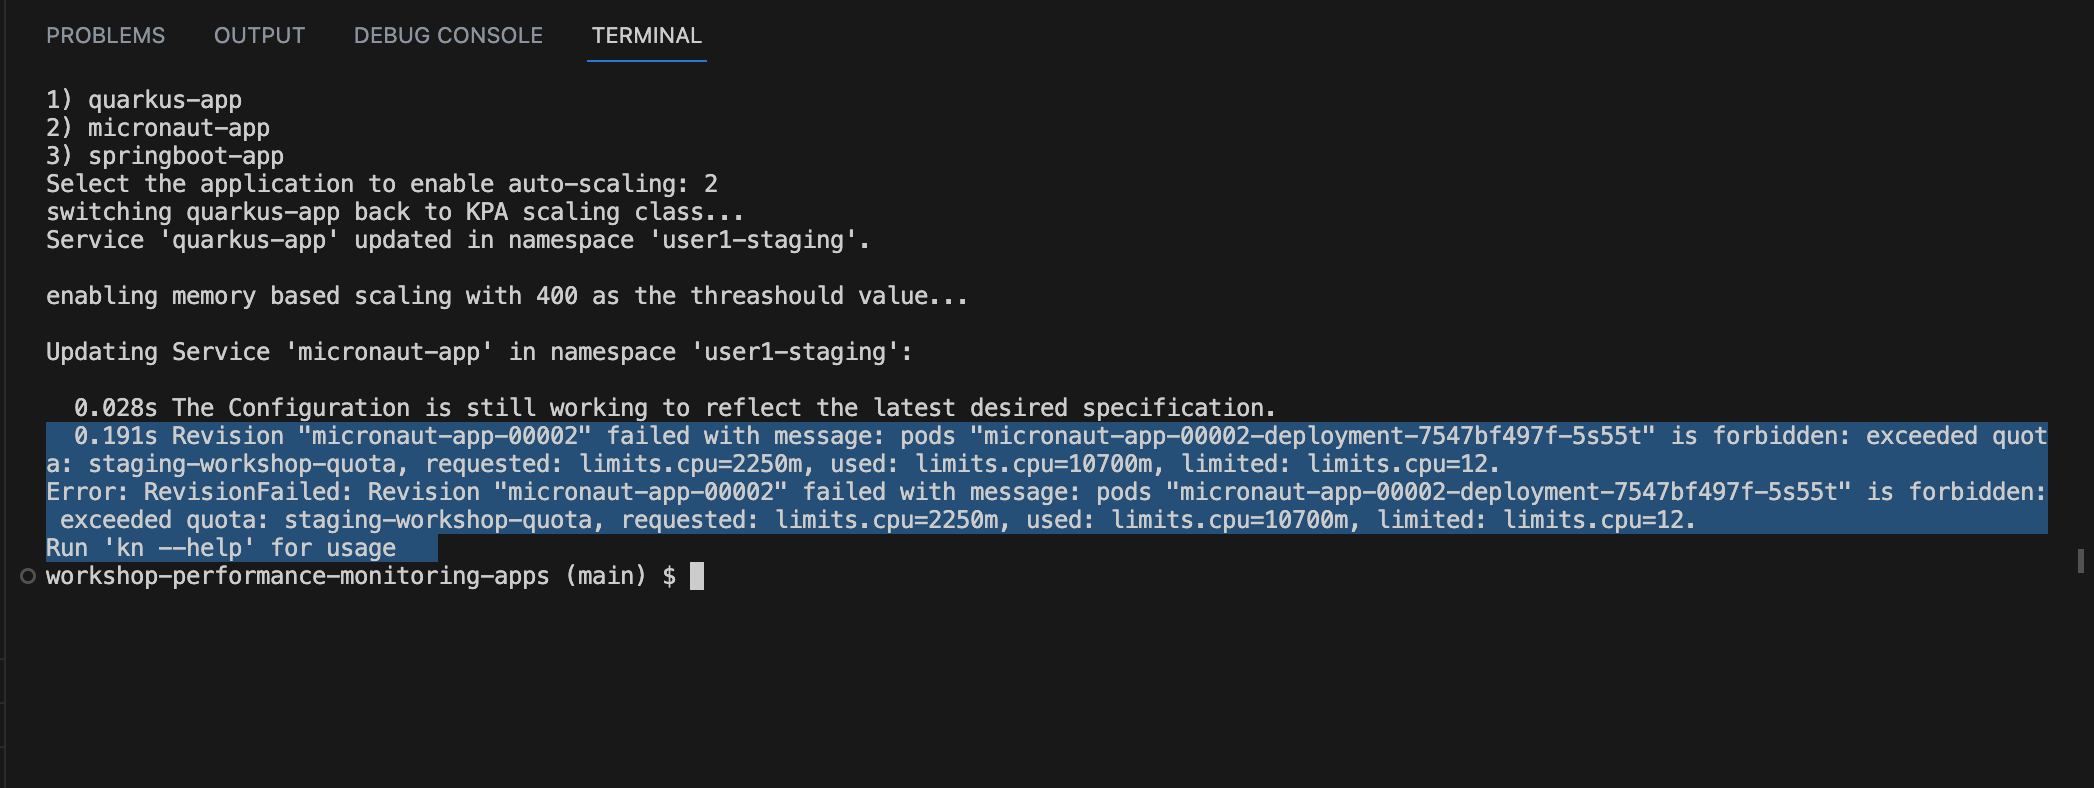 PROBLEMS OUTPUT DEBUG CONSOLE TERMINAL
1) quarkus-app
2) micronaut-app
3) springboot-app
Select the application to enable auto-scaling: 2
switching quarkus-app back to KPA scaling class...
Service 'quarkus-app' updated in namespace 'user1-staging'.
enabling memory based scaling with 400 as the threashould value...
Updating Service 'micronaut-app' in namespace 'user1-staging':
0.028s The Configuration is still working to reflect the latest desired specification.
0.191s Revision "micronaut-app-00002" failed with message: pods "micronaut-app-00002-deployment-7547bf497f-5s55t" is forbidden: exceeded quot
a: staging-workshop-quota, requested: limits.cpu=2250m, used: limits.cpu=10700m, limited: limits.cpu=12.
Error: RevisionFailed: Revision "micronaut-app-00002" failed with message: pods "micronaut-app-00002-deployment-7547bf497f-5s55t" is forbidden:
exceeded quota: staging-workshop-quota, requested: limits.cpu=2250m, used: limits.cpu=10700m, limited: limits.cpu=12.
Run 'kn --help' for usage
workshop-performance-monitoring-apps (main) $